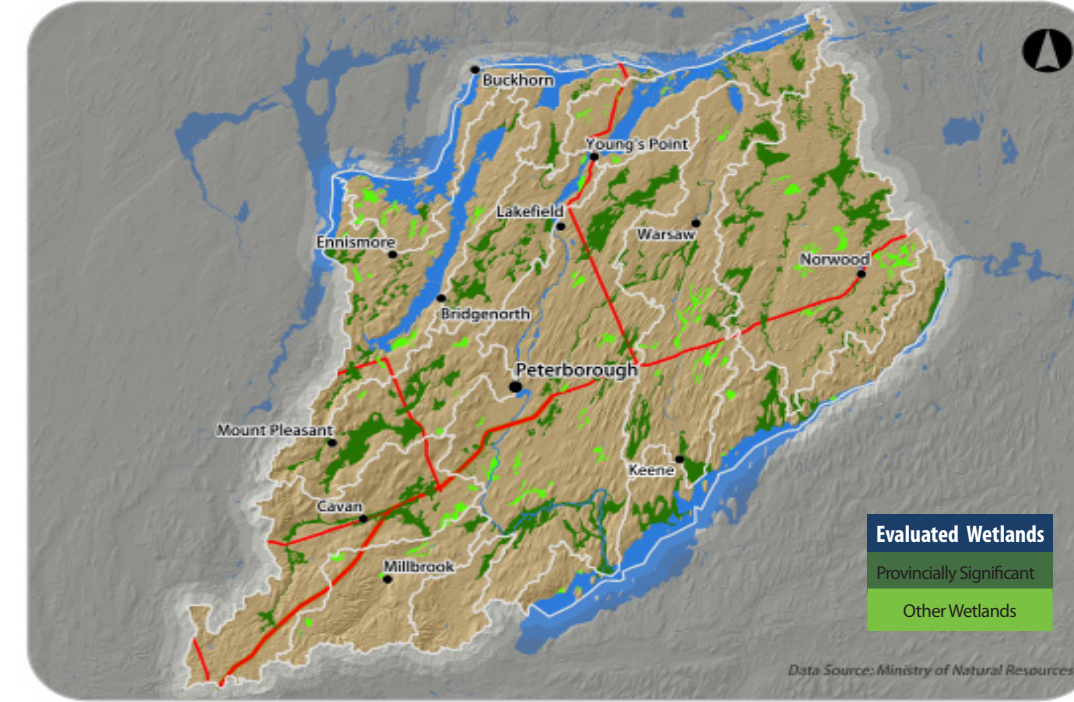 Buckhorn
Young's Point
Lakefield
Warsaw
Ennismore
Norwood
Bridgenorth
Peterborough
Mount Pleasant
Keene
Cavan
Millbrook
Evaluated Wetlands
Provincially Significant
Other Wetlands
Data Source: Ministry of Natural Resources